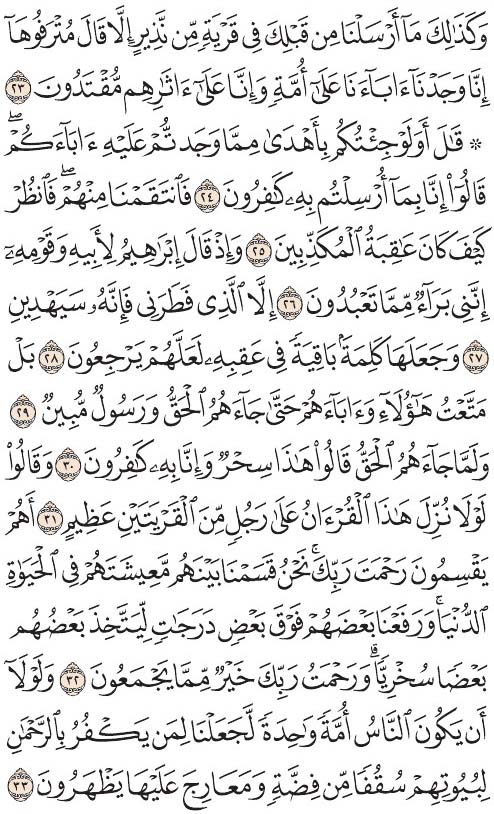 وَكَذَٰلِكَ مَآ أَرۡسَلۡنَا مِن قَبۡلِكَ فِي قَرۡيَةٖ مِّن نَّذِيرٍ إِلَّا قَالَ مُتۡرَفُوهَآ
إِنَّا وَجَدۡنَآ ءَابَآءَنَا عَلَىٰٓ أُمَّةٖ وَإِنَّا عَلَىٰٓ ءَاثَٰرِهِم مُّقۡتَدُونَ ٢٣
۞ قَٰلَ أَوَلَوۡ جِئۡتُكُم بِأَهۡدَىٰ مِمَّا وَجَدتُّمۡ عَلَيۡهِ ءَابَآءَكُمۡۖ
قَالُوٓاْ إِنَّا بِمَآ أُرۡسِلۡتُم بِهِۦ كَٰفِرُونَ ٢٤ فَٱنتَقَمۡنَا مِنۡهُمۡۖ فَٱنظُرۡ
كَيۡفَ كَانَ عَٰقِبَةُ ٱلۡمُكَذِّبِينَ ٢٥ وَإِذۡ قَالَ إِبۡرَٰهِيمُ لِأَبِيهِ وَقَوۡمِهِۦٓ
إِنَّنِي بَرَآءٞ مِّمَّا تَعۡبُدُونَ ٢٦ إِلَّا ٱلَّذِي فَطَرَنِي فَإِنَّهُۥ سَيَهۡدِينِ
٢٧ وَجَعَلَهَا كَلِمَةَۢ بَاقِيَةٗ فِي عَقِبِهِۦ لَعَلَّهُمۡ يَرۡجِعُونَ ٢٨ بَلۡ
مَتَّعۡتُ هَٰٓؤُلَآءِ وَءَابَآءَهُمۡ حَتَّىٰ جَآءَهُمُ ٱلۡحَقُّ وَرَسُولٞ مُّبِينٞ ٢٩
وَلَمَّا جَآءَهُمُ ٱلۡحَقُّ قَالُواْ هَٰذَا سِحۡرٞ وَإِنَّا بِهِۦ كَٰفِرُونَ ٣٠ وَقَالُواْ
لَوۡلَا نُزِّلَ هَٰذَا ٱلۡقُرۡءَانُ عَلَىٰ رَجُلٖ مِّنَ ٱلۡقَرۡيَتَيۡنِ عَظِيمٍ ٣١ أَهُمۡ
يَقۡسِمُونَ رَحۡمَتَ رَبِّكَۚ نَحۡنُ قَسَمۡنَا بَيۡنَهُم مَّعِيشَتَهُمۡ فِي ٱلۡحَيَوٰةِ
ٱلدُّنۡيَاۚ وَرَفَعۡنَا بَعۡضَهُمۡ فَوۡقَ بَعۡضٖ دَرَجَٰتٖ لِّيَتَّخِذَ بَعۡضُهُم
بَعۡضٗا سُخۡرِيّٗاۗ وَرَحۡمَتُ رَبِّكَ خَيۡرٞ مِّمَّا يَجۡمَعُونَ ٣٢ وَلَوۡلَآ
أَن يَكُونَ ٱلنَّاسُ أُمَّةٗ وَٰحِدَةٗ لَّجَعَلۡنَا لِمَن يَكۡفُرُ بِٱلرَّحۡمَٰنِ
لِبُيُوتِهِمۡ سُقُفٗا مِّن فِضَّةٖ وَمَعَارِجَ عَلَيۡهَا يَظۡهَرُونَ ٣٣